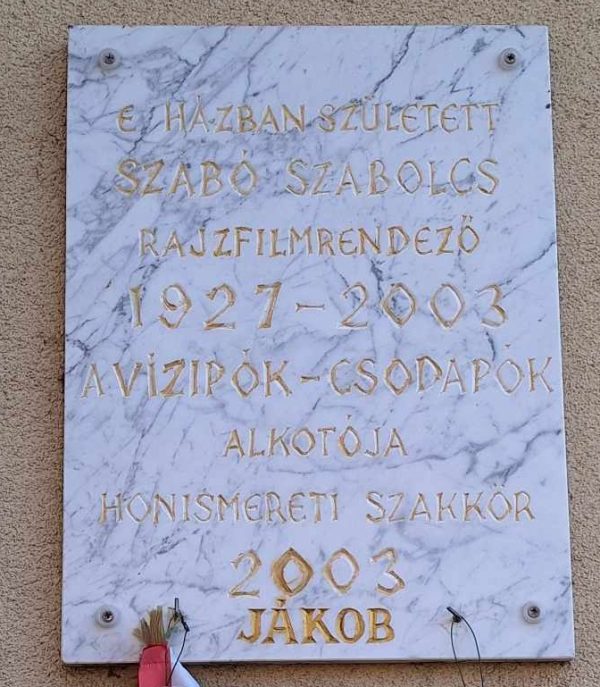 E HÁZBAN SZÜLETETT
SZABÓ SZABOLCS
RAJZFILMRENDEZŐ
1927-2003
A VÍZIPÓK-CSODAPÓK
ALKOTÓJA
HONISMERETI SZAKKÖR
2003
JÁKOB